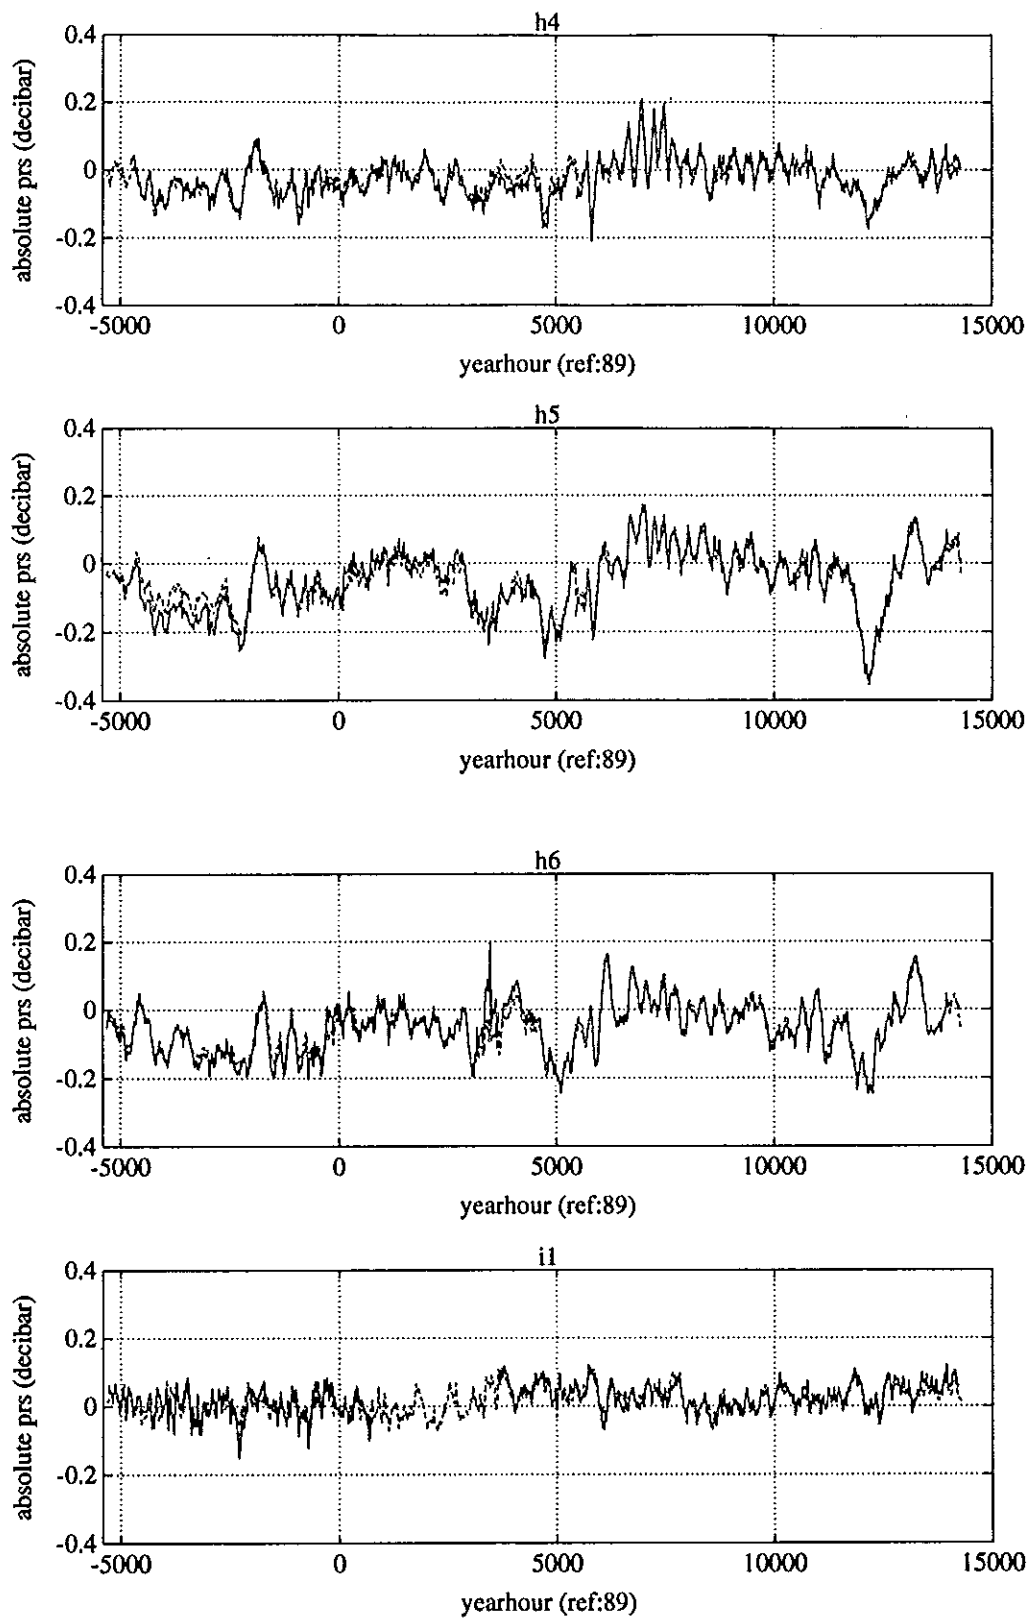 h4
absolute prs (decibar)
0.4
0.2
0
-0.2
-0.4
-5000 0 5000 10000 15000
yearhour (ref:89)
h5
absolute prs (decibar)
0.4
0.2
0
-0.2
-0.4
-5000 0 5000 10000 15000
yearhour (ref:89)
h6
absolute prs (decibar)
0.4
0.2
0
-0.2
-0.4
-5000 0 5000 10000 15000
yearhour (ref:89)
i1
absolute prs (decibar)
0.4
0.2
0
-0.2
-0.4
-5000 0 5000 10000 15000
yearhour (ref:89)